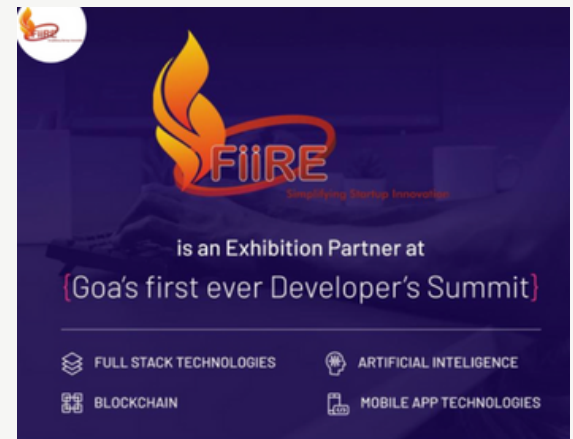 FiiRE
FiiRE
Simplifying Startup Innovation
is an Exhibition Partner at
{Goa's first ever Developer's Summit}
FULL STACK TECHNOLOGIES
ARTIFICIAL INTELIGENCE
BLOCKCHAIN
MOBILE APP TECHNOLOGIES